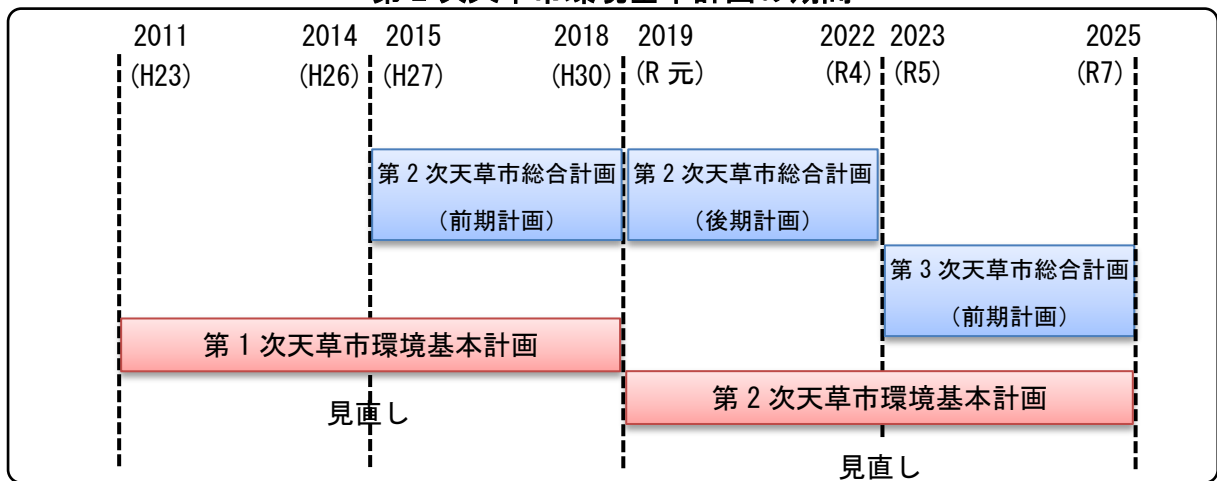 2011 2014 2015 2018 2019 2022 2023 2025
(H23) (H26) (H27) (H30) (R 元) (R4) (R5) (R7)
第2次天草市総合計画 第2次天草市総合計画
(前期計画) (後期計画)
第3次天草市総合計画
(前期計画)
第1次天草市環境基本計画
第2次天草市環境基本計画
見直し
見直し